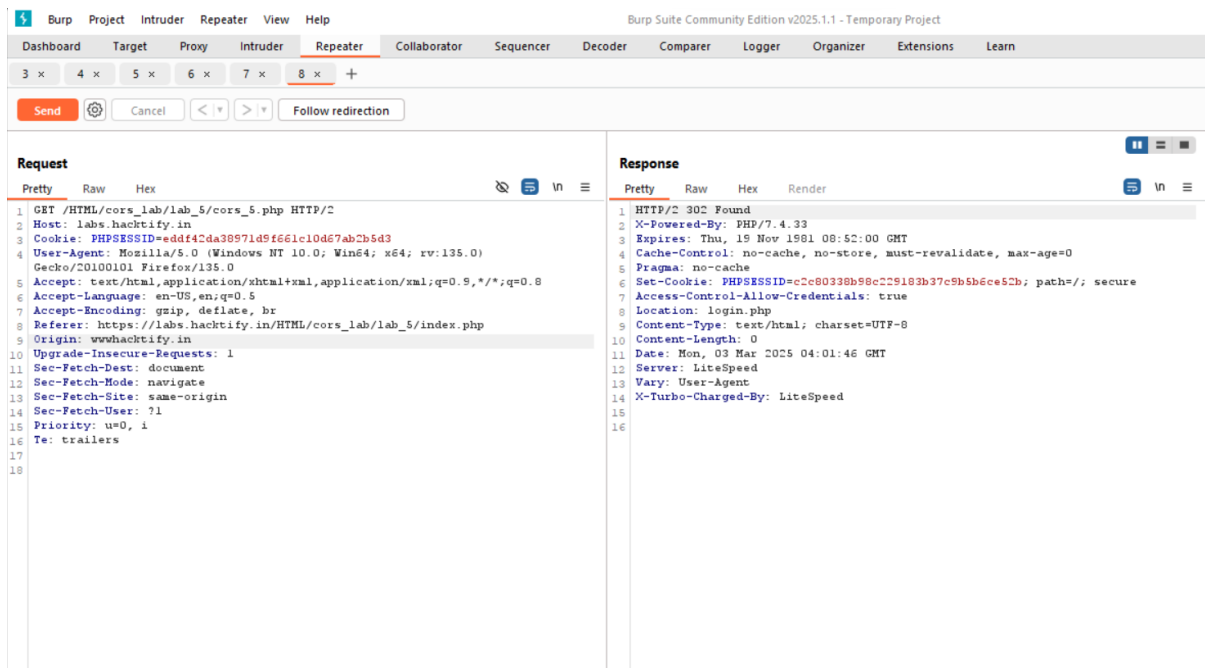 Burp Project Intruder Repeater View Help Burp Suite Community Edition v2025.1.1 - Temporary Project
Dashboard Target Proxy Intruder Repeater Collaborator Sequencer Decoder Comparer Logger Organizer Extensions Learn
3 × 4 × 5 × 6 × 7 × 8 × +
Send Cancel < > Follow redirection
Request
Pretty Raw Hex \n
1 GET /HTML/cors_lab/lab_5/cors_5.php HTTP/2
2 Host: labs.hacktify.in
3 Cookie: PHPSESSID=eddf42da38971d9f661c10d67ab2b5d3
4 User-Agent: Mozilla/5.0 (Windows NT 10.0; Win64; x64; rv:135.0)
Gecko/20100101 Firefox/135.0
5 Accept: text/html,application/xhtml+xml,application/xml;q=0.9,*/*;q=0.8
6 Accept-Language: en-US,en;q=0.5
7 Accept-Encoding: gzip, deflate, br
8 Referer: https://labs.hacktify.in/HTML/cors_lab/lab_5/index.php
9 Origin: wwwhacktify.in
10 Upgrade-Insecure-Requests: 1
11 Sec-Fetch-Dest: document
12 Sec-Fetch-Mode: navigate
13 Sec-Fetch-Site: same-origin
14 Sec-Fetch-User: ?1
15 Priority: u=0, i
16 Te: trailers
17
18
Response
Pretty Raw Hex Render \n
1 HTTP/2 302 Found
2 X-Powered-By: PHP/7.4.33
3 Expires: Thu, 19 Nov 1981 08:52:00 GMT
4 Cache-Control: no-cache, no-store, must-revalidate, max-age=0
5 Pragma: no-cache
6 Set-Cookie: PHPSESSID=c2c80338b98c229183b37c9b5b6ce52b; path=/; secure
7 Access-Control-Allow-Credentials: true
8 Location: login.php
9 Content-Type: text/html; charset=UTF-8
10 Content-Length: 0
11 Date: Mon, 03 Mar 2025 04:01:46 GMT
12 Server: LiteSpeed
13 Vary: User-Agent
14 X-Turbo-Charged-By: LiteSpeed
15
16